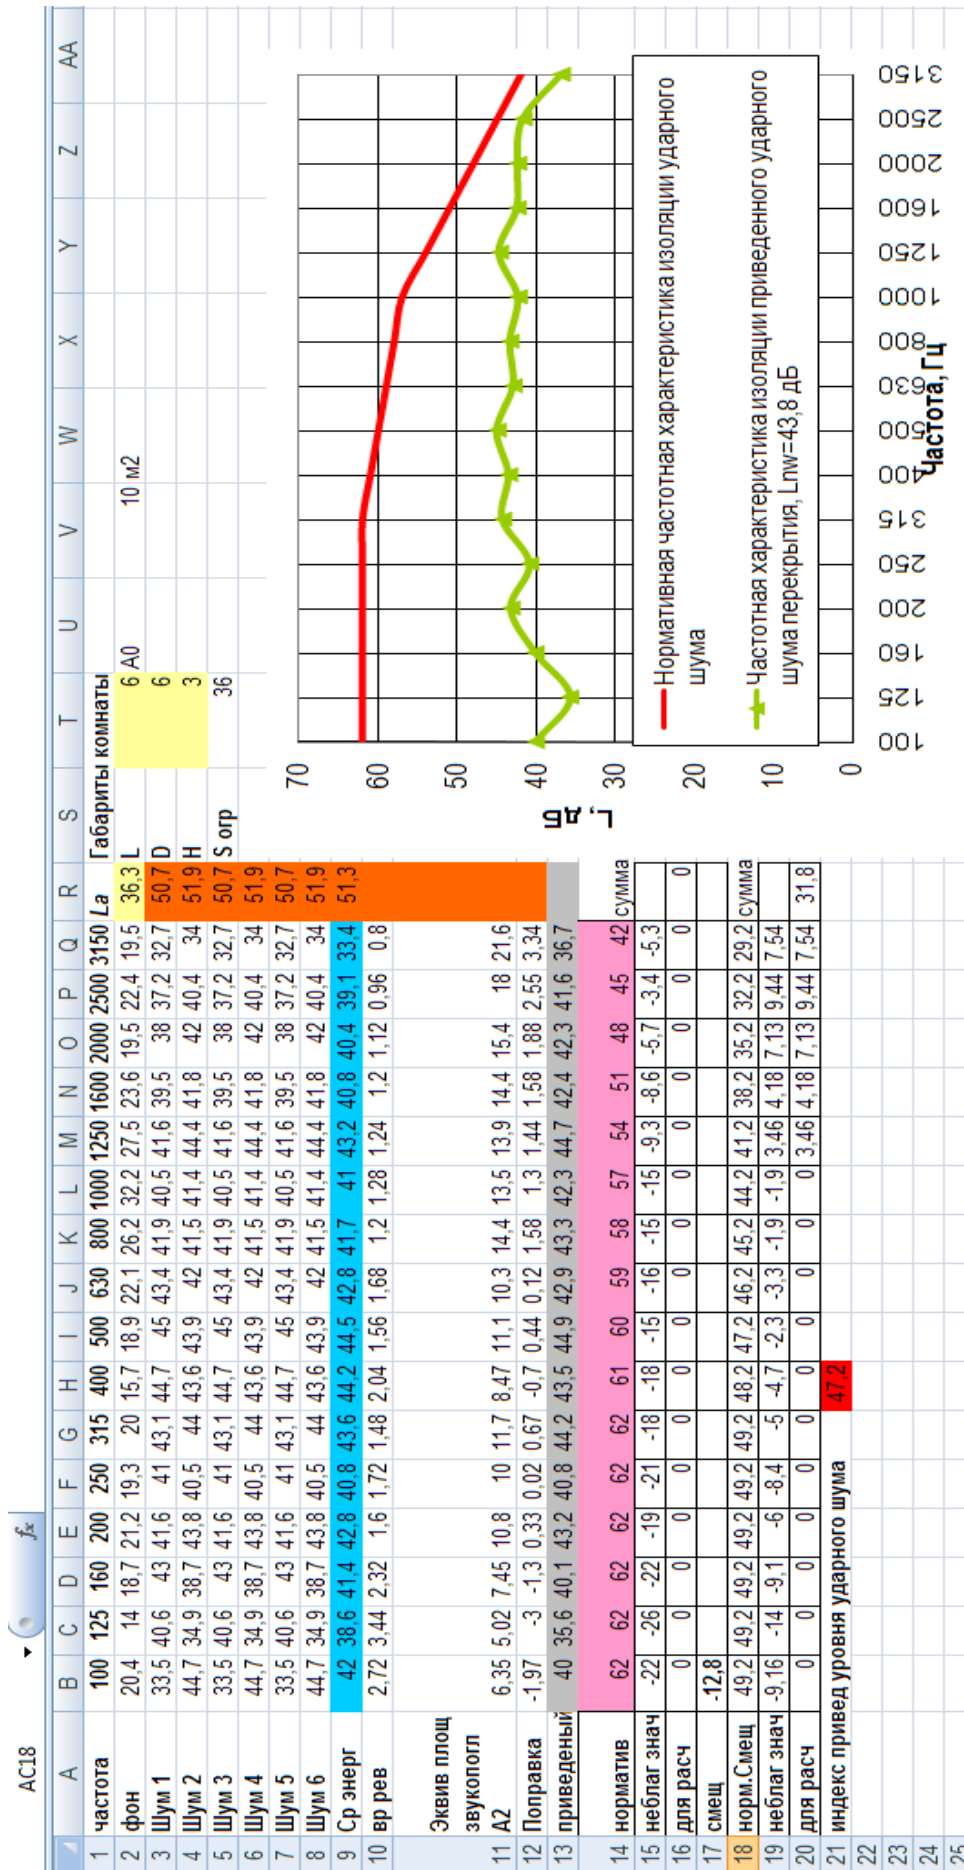 AC18 fx
A B C D E F G H I J K L M N O P Q R S T U V W X Y Z AA
1 частота 100 125 160 200 250 315 400 500 630 800 1000 1250 1600 2000 2500 3150 La Габариты комнаты
2 фон 20,4 14 18,7 21,2 19,3 20 15,7 18,9 22,1 26,2 32,2 27,5 23,6 19,5 22,4 19,5 36,3 L 6 A0 10 м2
3 Шум 1 33,5 40,6 43 41,6 41 43,1 44,7 45 43,4 41,9 40,5 41,6 39,5 38 37,2 32,7 50,7 D 6
4 Шум 2 44,7 34,9 38,7 43,8 40,5 44 43,6 43,9 42 41,5 41,4 44,4 41,8 42 40,4 34 51,9 H 3
5 Шум 3 33,5 40,6 43 41,6 41 43,1 44,7 45 43,4 41,9 40,5 41,6 39,5 38 37,2 32,7 50,7 S огр 36
6 Шум 4 44,7 34,9 38,7 43,8 40,5 44 43,6 43,9 42 41,5 41,4 44,4 41,8 42 40,4 34 51,9
7 Шум 5 33,5 40,6 43 41,6 41 43,1 44,7 45 43,4 41,9 40,5 41,6 39,5 38 37,2 32,7 50,7
8 Шум 6 44,7 34,9 38,7 43,8 40,5 44 43,6 43,9 42 41,5 41,4 44,4 41,8 42 40,4 34 51,9
9 Ср энерг 42 38,6 41,4 42,8 40,8 43,6 44,2 44,5 42,8 41,7 41 43,2 40,8 40,4 39,1 33,4 51,3
10 вр рев 2,72 3,44 2,32 1,6 1,72 1,48 2,04 1,56 1,68 1,2 1,28 1,24 1,2 1,12 0,96 0,8
Эквив площ
звукопогл
11 A2 6,35 5,02 7,45 10,8 10 11,7 8,47 11,1 10,3 14,4 13,5 13,9 14,4 15,4 18 21,6
12 Поправка -1,97 -3 -1,3 0,33 0,02 0,67 -0,7 0,44 0,12 1,58 1,3 1,44 1,58 1,88 2,55 3,34
13 приведеный 40 35,6 40,1 43,2 40,8 44,2 43,5 44,9 42,9 43,3 42,3 44,7 42,4 42,3 41,6 36,7
14 норматив 62 62 62 62 62 62 61 60 59 58 57 54 51 48 45 42 сумма
15 неблаг знач -22 -26 -22 -19 -21 -18 -18 -15 -16 -15 -15 -9,3 -8,6 -5,7 -3,4 -5,3
16 для расч 0 0 0 0 0 0 0 0 0 0 0 0 0 0 0 0 0
17 смещ -12,8
18 норм.Смещ 49,2 49,2 49,2 49,2 49,2 49,2 48,2 47,2 46,2 45,2 44,2 41,2 38,2 35,2 32,2 29,2 сумма
19 неблаг знач -9,16 -14 -9,11 -6 -8,4 -5 -4,7 -2,3 -3,3 -1,9 -1,9 3,46 4,18 7,13 9,44 7,54
20 для расч 0 0 0 0 0 0 0 0 0 0 0 3,46 4,18 7,13 9,44 7,54 31,8
21 индекс привед уровня ударного шума 47,2
22
23
24
25
L, дБ
70
60
50
40
30
20
10
0
100 125 160 200 250 315 400 500 630 800 1000 1250 1600 2000 2500 3150
Частота, Гц
Нормативная частотная характеристика изоляции ударного
шума
Частотная характеристика изоляции приведенного ударного
шума перекрытия, Lnw=43,8 дБ